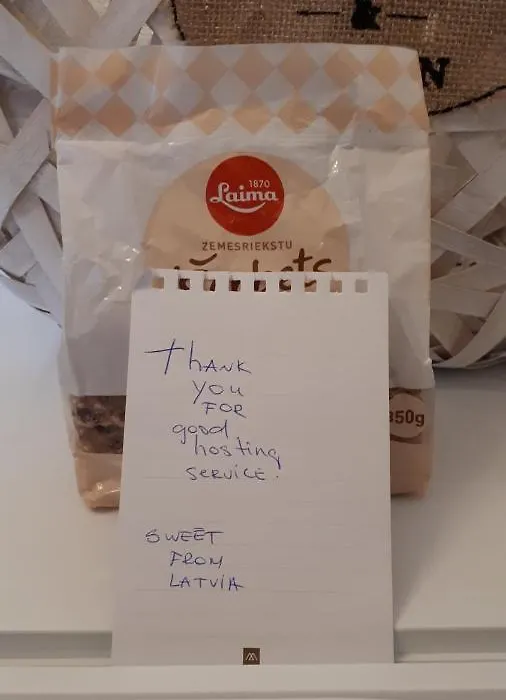 N
1870
Laima
ZEMESRIEKSTU
350g
Thank
you
FOR
good
hosting
SERVICE.
SWEET
FROM
LATVIA